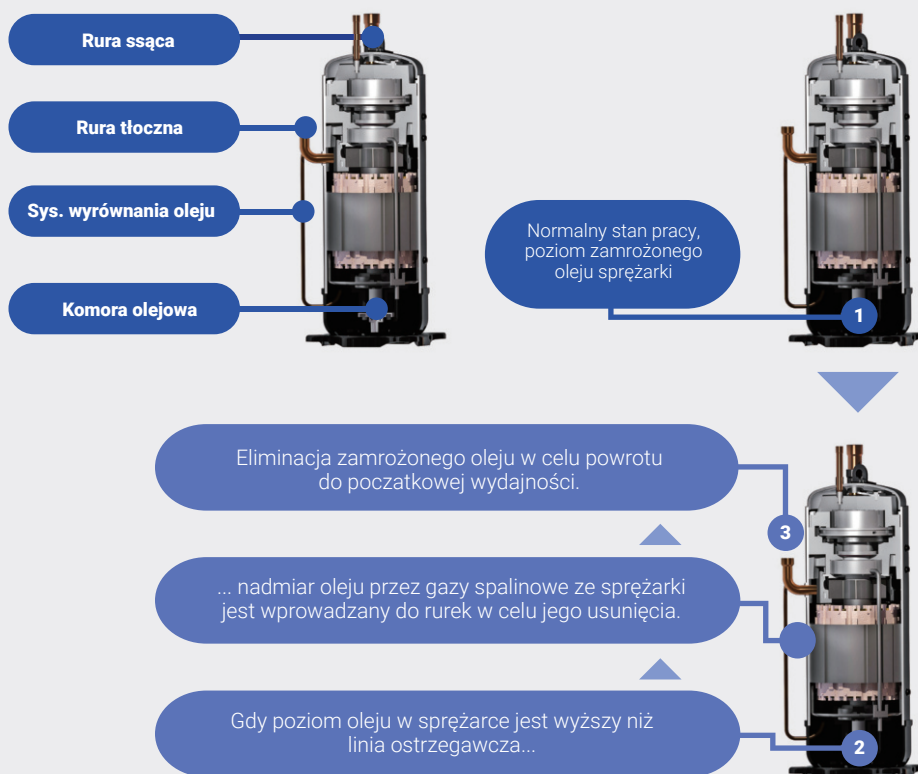 Rura ssąca
Rura tłoczna
Sys. wyrównania oleju
Komora olejowa
Normalny stan pracy,
poziom zamrożonego
oleju sprężarki
1
Eliminacja zamrożonego oleju w celu powrotu
do poczatkowej wydajności.
3
... nadmiar oleju przez gazy spalinowe ze sprężarki
jest wprowadzany do rurek w celu jego usunięcia.
Gdy poziom oleju w sprężarce jest wyższy niż
linia ostrzegawcza...
2